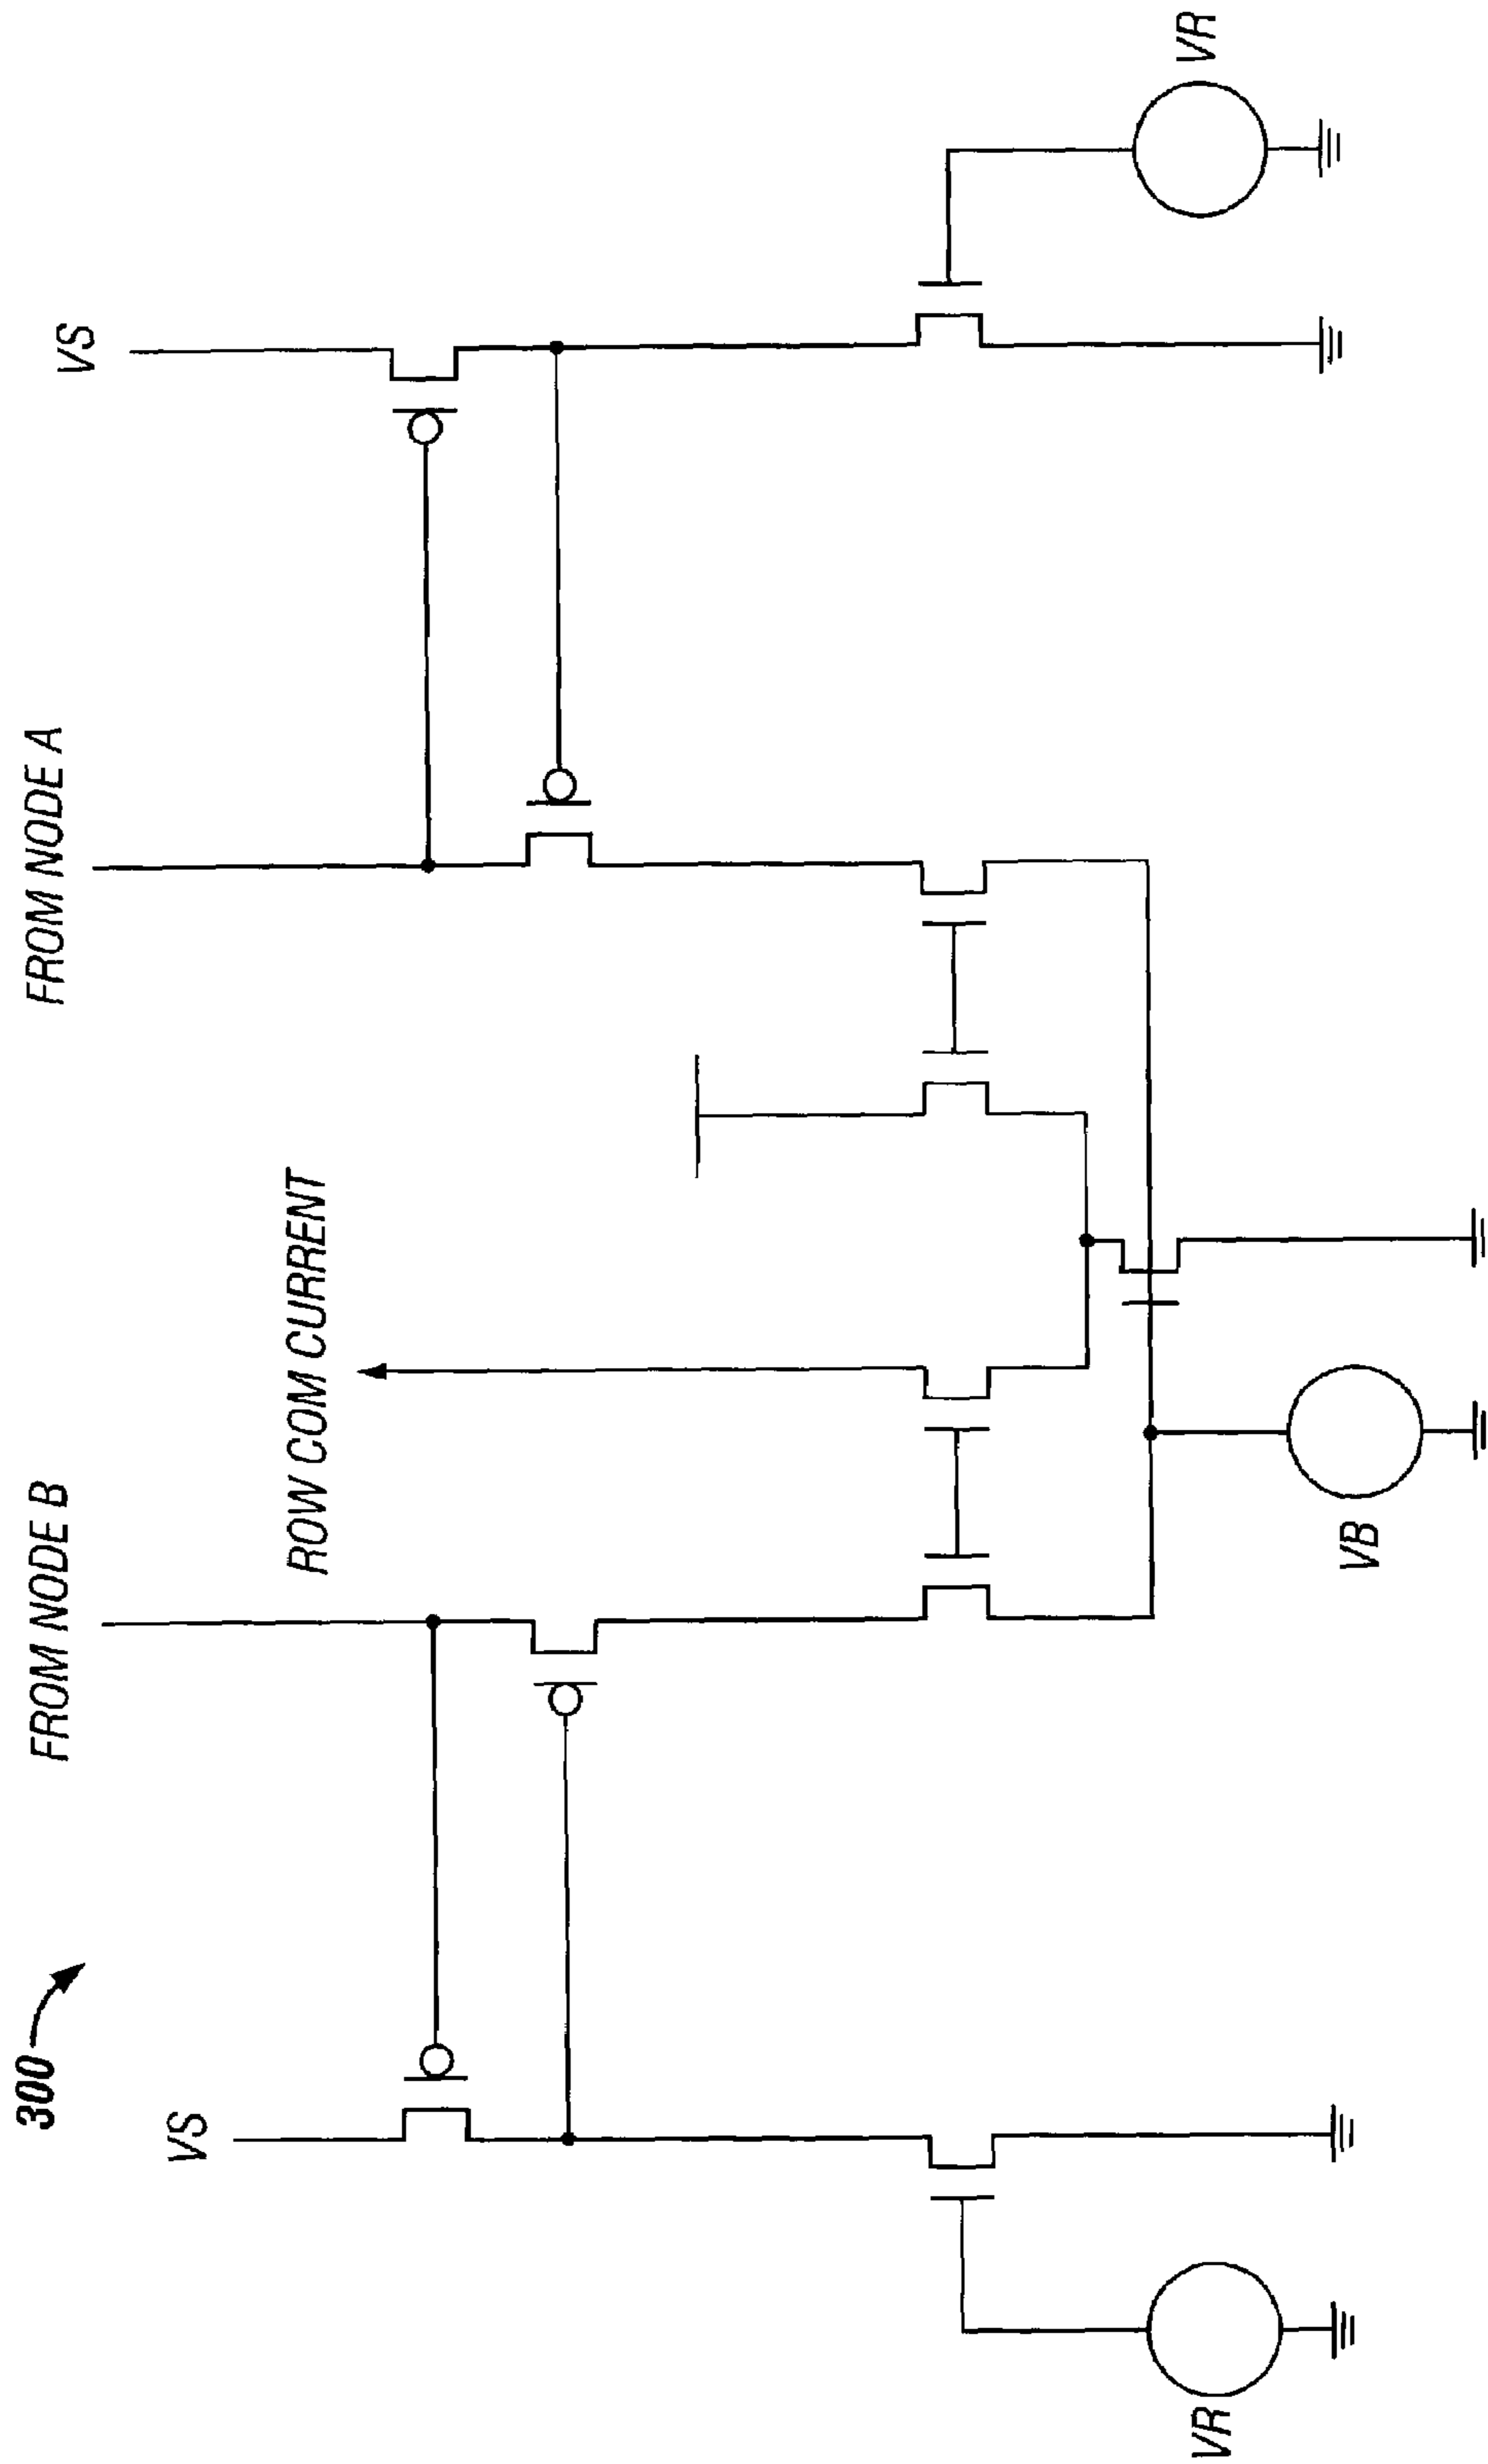 300
VS
FROM NODE B
ROW COM CURRENT
FROM NODE A
VS
VR
VB
VR